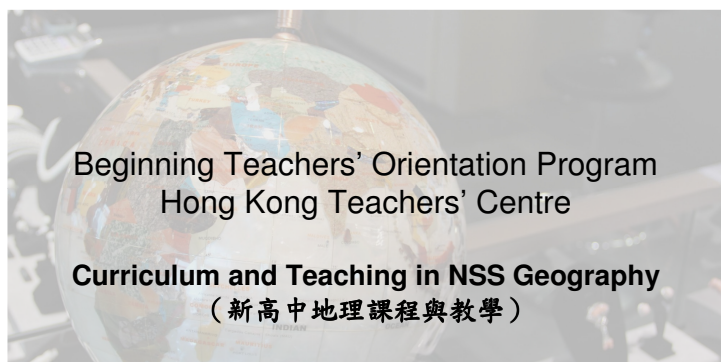 Beginning Teachers’ Orientation Program
Hong Kong Teachers’ Centre
Curriculum and Teaching in NSS Geography
（新高中地理課程與教學）
INDIAN